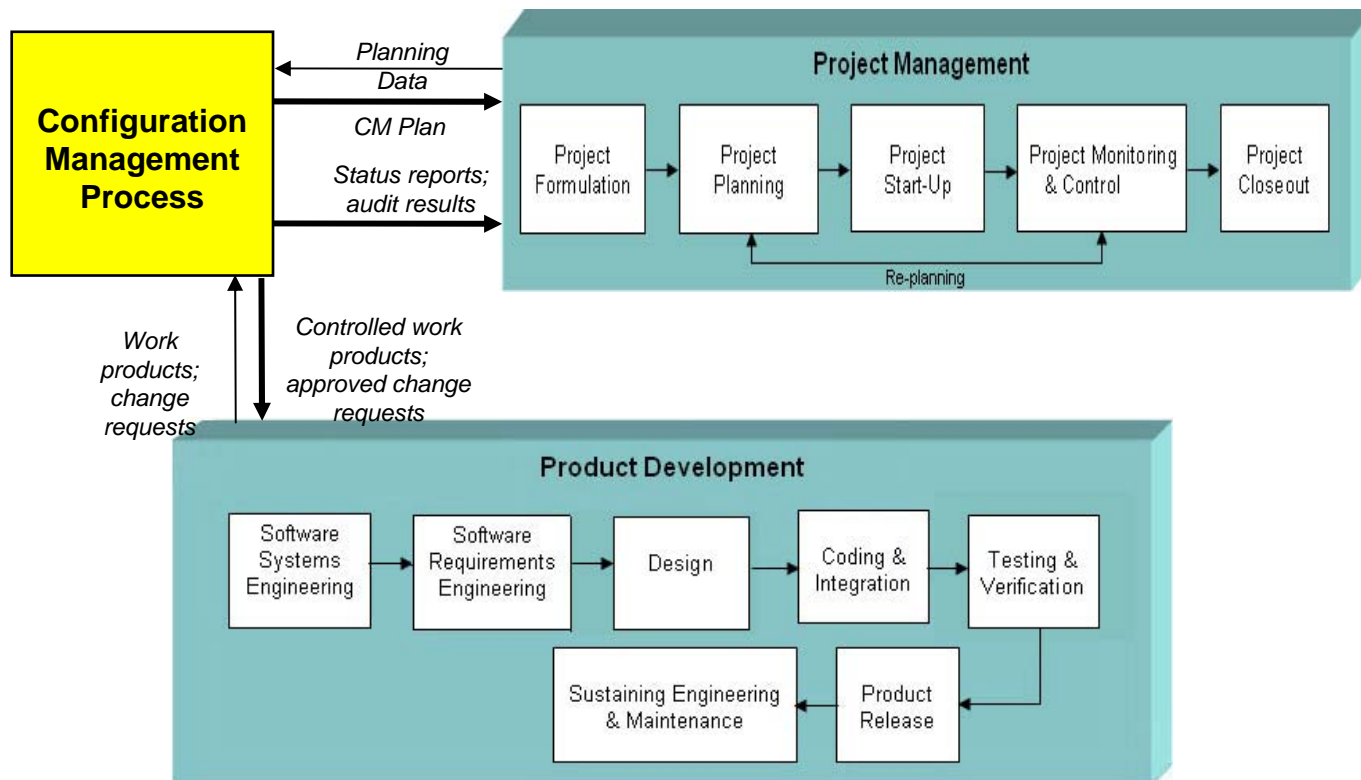 Configuration
Management
Process
Planning
Data
CM Plan
Status reports;
audit results
Project Management
Project
Formulation
Project
Planning
Project
Start-Up
Project Monitoring
& Control
Project
Closeout
Re-planning
Work
products;
change
requests
Controlled work
products;
approved change
requests
Product Development
Software
Systems
Engineering
Software
Requirements
Engineering
Design
Coding &
Integration
Testing &
Verification
Sustaining Engineering
& Maintenance
Product
Release